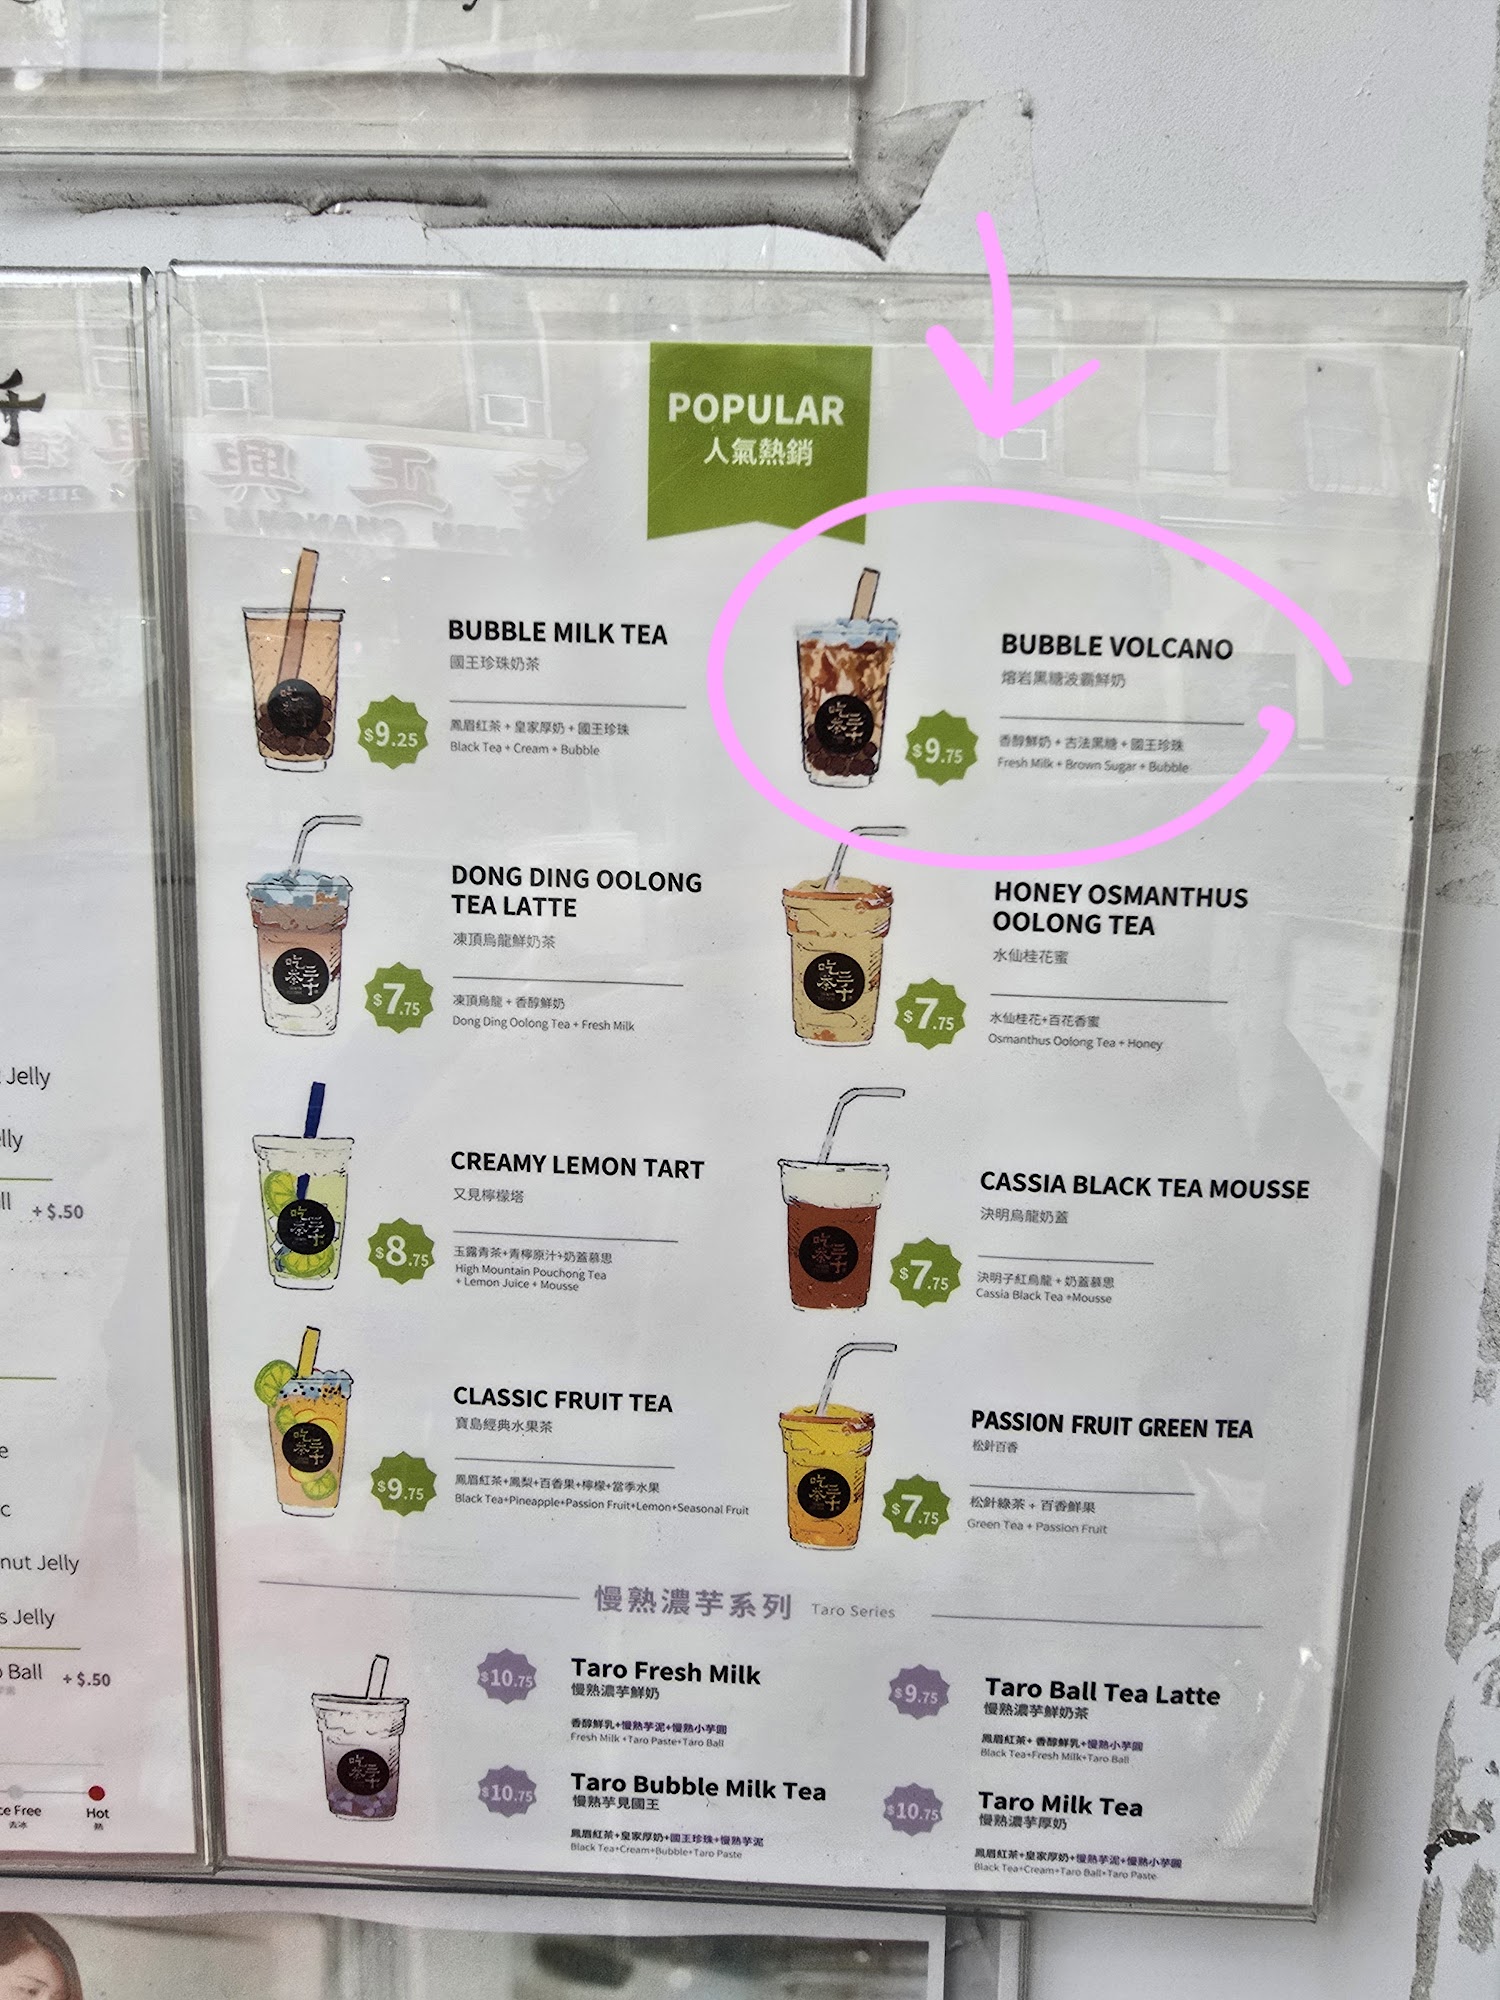 POPULAR
人氣熱銷
BUBBLE MILK TEA
國王珍珠奶茶
$9.25
鳳眉紅茶 + 皇家厚奶 + 國王珍珠
Black Tea + Cream + Bubble
BUBBLE VOLCANO
熔岩黑糖波霸鮮奶
$9.75
香醇鮮奶 + 古法黑糖 + 國王珍珠
Fresh Milk + Brown Sugar + Bubble
DONG DING OOLONG
TEA LATTE
凍頂烏龍鮮奶茶
$7.75
凍頂烏龍 + 香醇鮮奶
Dong Ding Oolong Tea + Fresh Milk
HONEY OSMANTHUS
OOLONG TEA
水仙桂花蜜
$7.75
水仙桂花+百花香蜜
Osmanthus Oolong Tea + Honey
CREAMY LEMON TART
又見檸檬塔
$8.75
玉露青茶+青檸原汁+奶蓋慕思
High Mountain Pouchong Tea
+ Lemon Juice + Mousse
CASSIA BLACK TEA MOUSSE
決明烏龍奶蓋
$7.75
決明子紅烏龍 + 奶蓋慕思
Cassia Black Tea +Mousse
CLASSIC FRUIT TEA
寶島經典水果茶
$9.75
鳳眉紅茶+鳳梨+百香果+檸檬+當季水果
Black Tea+Pineapple+Passion Fruit+Lemon+Seasonal Fruit
PASSION FRUIT GREEN TEA
松針百香
$7.75
松針綠茶 + 百香鮮果
Green Tea + Passion Fruit
慢熟濃芋系列 Taro Series
$10.75
Taro Fresh Milk
慢熟濃芋鮮奶
香醇鮮乳+慢熟芋泥+慢熟小芋圓
Fresh Milk +Taro Paste+Taro Ball
$9.75
Taro Ball Tea Latte
慢熟濃芋鮮奶茶
鳳眉紅茶+ 香醇鮮乳+慢熟小芋圓
Black Tea+Fresh Milk+Taro Ball
$10.75
Taro Bubble Milk Tea
慢熟芋見國王
鳳眉紅茶+皇家厚奶+國王珍珠+慢熟芋泥
Black Tea+Cream+Bubble+Taro Paste
$10.75
Taro Milk Tea
慢熟濃芋厚奶
鳳眉紅茶+皇家厚奶+慢熟芋泥+慢熟小芋圓
Black Tea+Cream+Taro Ball+Taro Paste
吃茶三千
千
Jelly
+ $.50
nut Jelly
Jelly
Ball + $.50
Free
去冰
Hot
熱